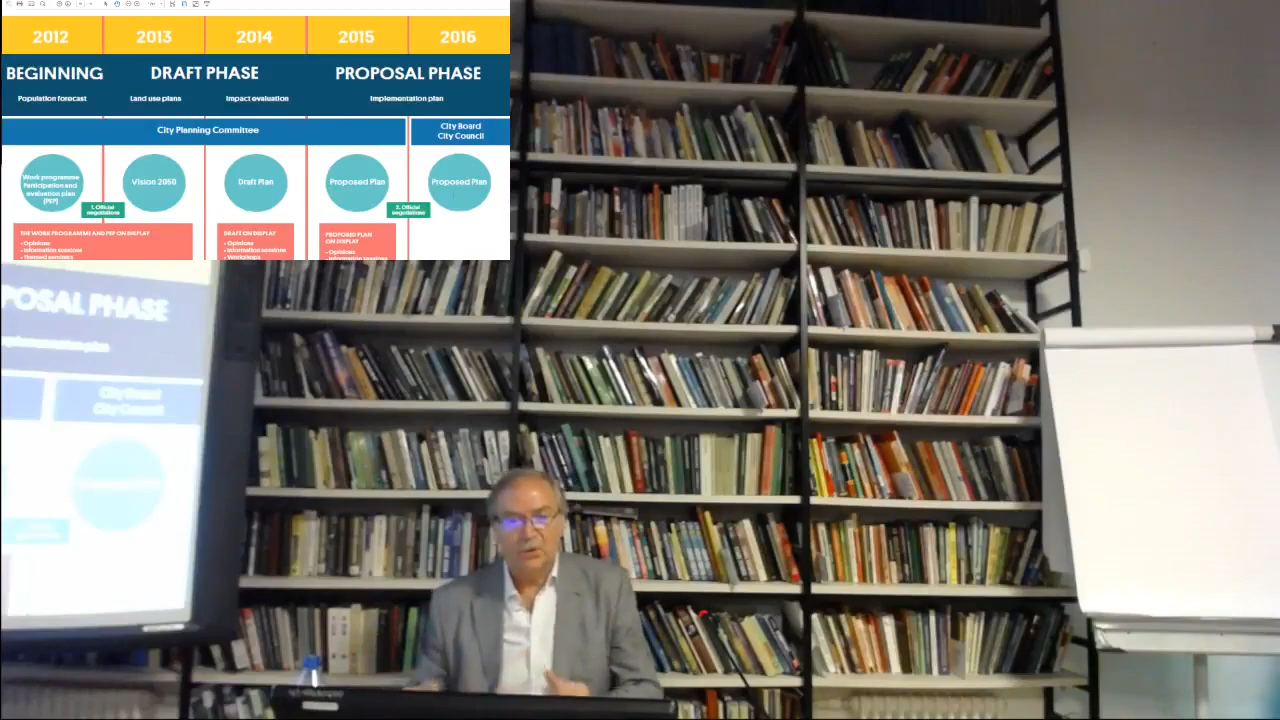 2012 2013 2014 2015 2016
BEGINNING DRAFT PHASE PROPOSAL PHASE
Population forecast Land use plans Impact evaluation Implementation plan
City Planning Committee
City Board
City Council
Work programme
Participation and
evaluation plan
(PEP)
Vision 2050
Draft Plan
Proposed Plan
Proposed Plan
1. Official
negotiations
2. Official
negotiations
THE WORK PROGRAMME AND PEP ON DISPLAY
• Opinions
• Information sessions
• Themed seminars
DRAFT ON DISPLAY
• Opinions
• Information sessions
• Workshops
PROPOSED PLAN
ON DISPLAY
• Opinions
• Information sessions
POSAL PHASE
plan
City Board
City Council